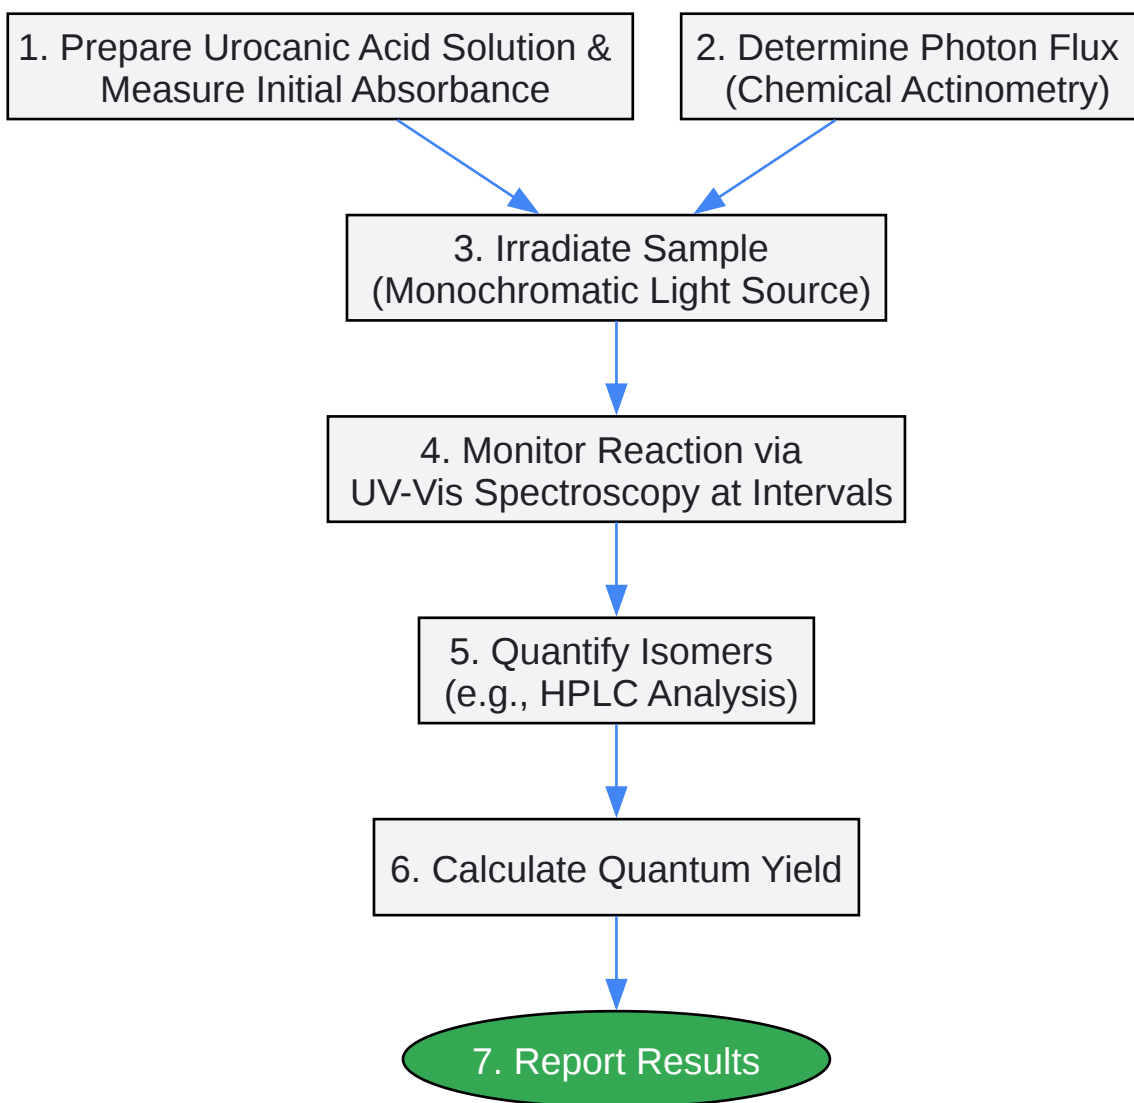 1. Prepare Urocanic Acid Solution &
Measure Initial Absorbance
2. Determine Photon Flux
(Chemical Actinometry)
3. Irradiate Sample
(Monochromatic Light Source)
4. Monitor Reaction via
UV-Vis Spectroscopy at Intervals
5. Quantify Isomers
(e.g., HPLC Analysis)
6. Calculate Quantum Yield
7. Report Results